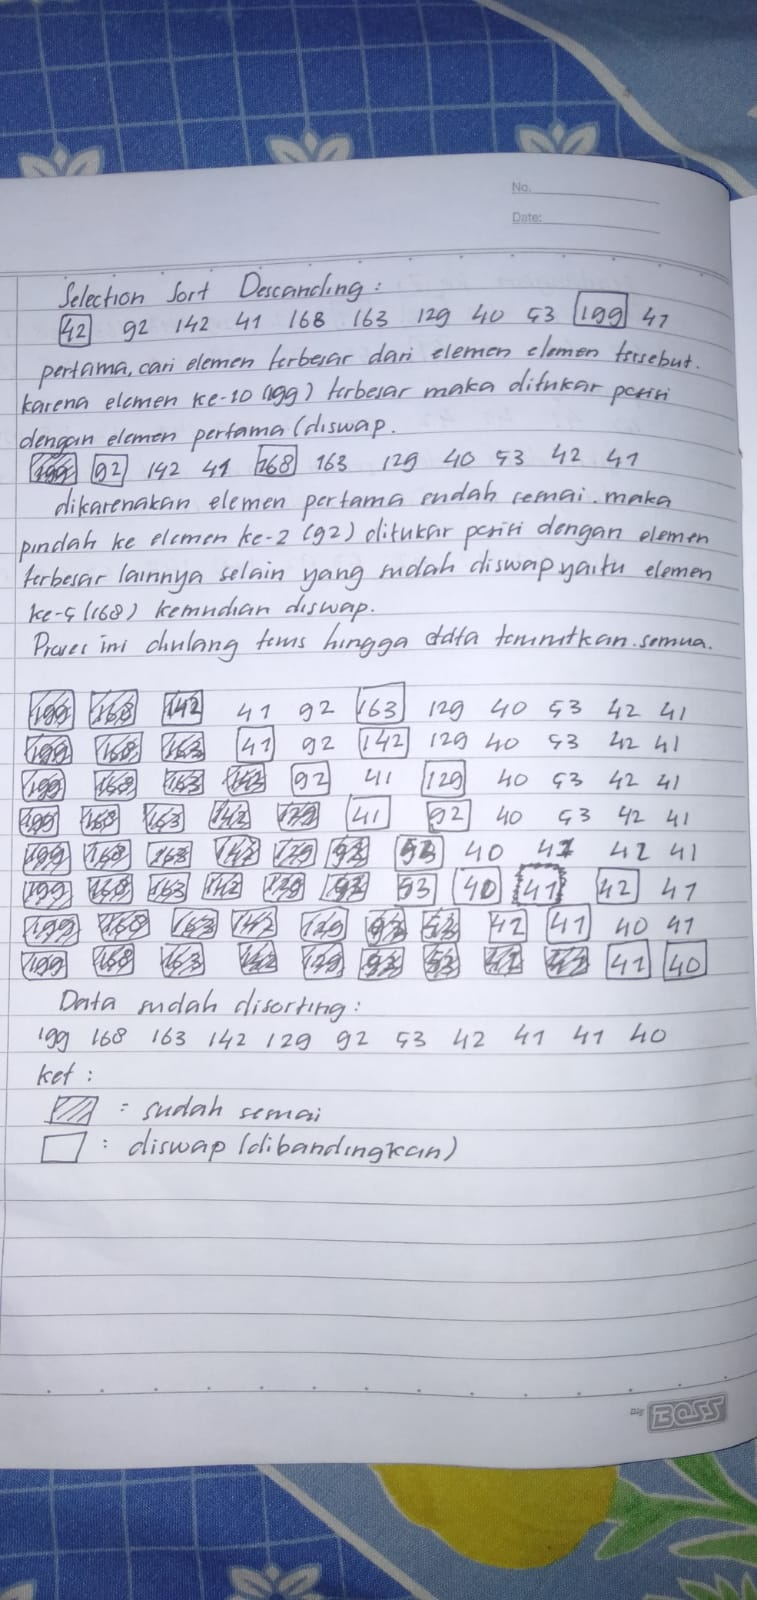 No.
Date:
Selection Sort Descanding:
42 92 142 41 168 163 129 40 53 199 41
pertama, cari elemen terbesar dari elemen elemen tersebut.
karena elemen ke-10 (199) terbesar maka ditukar posisi
dengan elemen pertama (diswap.
199 92 142 41 168 163 129 40 53 42 41
dikarenakan elemen pertama sudah sesuai. maka
pindah ke elemen ke-2 (92) ditukar posisi dengan elemen
terbesar lainnya selain yang sudah diswap yaitu elemen
ke-5 (168) kemudian diswap.
Proses ini diulang terus hingga data terurutkan semua.
199 168 142 41 92 163 129 40 53 42 41
199 168 163 41 92 142 129 40 53 42 41
199 168 163 142 92 41 129 40 53 42 41
199 168 163 142 129 41 92 40 53 42 41
199 168 163 142 129 92 53 40 41 42 41
199 168 163 142 129 92 53 40 41 42 41
199 168 163 142 129 92 53 42 41 40 41
199 168 163 142 129 92 53 42 41 41 40
Data sudah disorting:
199 168 163 142 129 92 53 42 41 41 40
ket:
= sudah sesuai
: diswap (dibandingkan)
Big BOSS